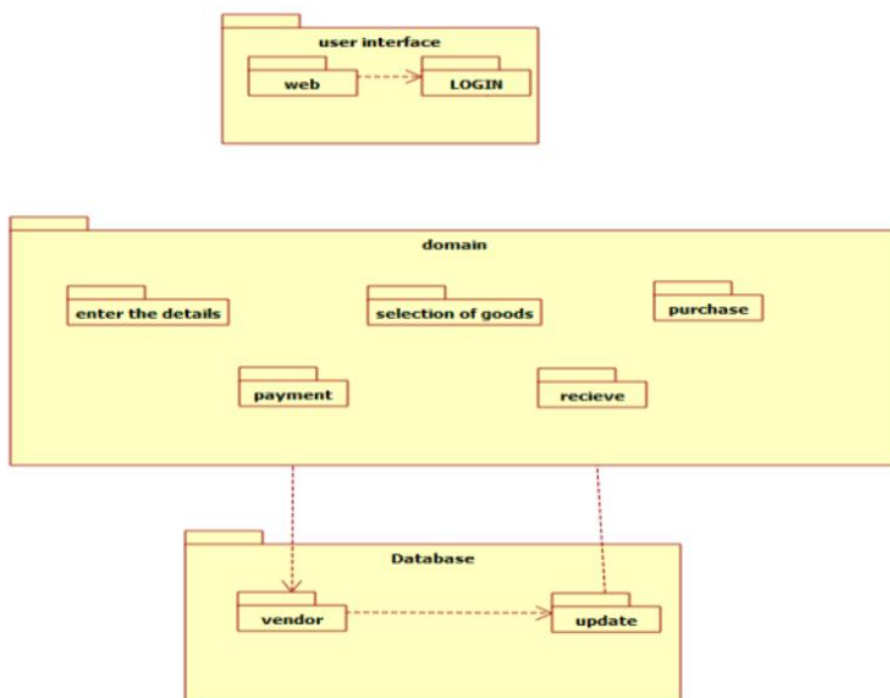 user interface
web
LOGIN
domain
enter the details
selection of goods
purchase
payment
recieve
Database
vendor
update